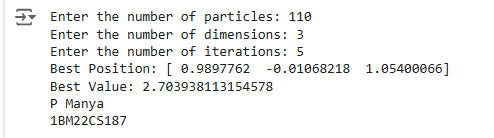 Enter the number of particles: 110
Enter the number of dimensions: 3
Enter the number of iterations: 5
Best Position: [ 0.9897762  -0.01068218  1.05400066]
Best Value: 2.703938113154578
P Manya
1BM22CS187